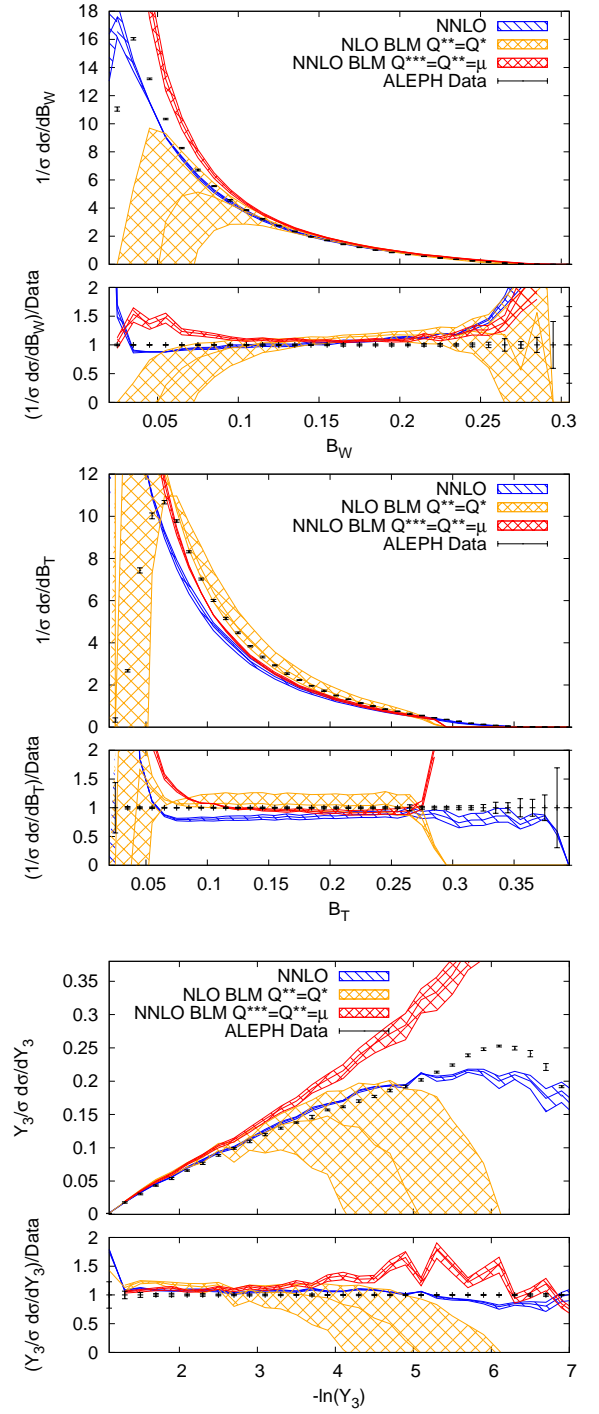 1/σ dσ/dB_W
18
16
14
12
10
8
6
4
2
0
NNLO
NLO BLM Q**=Q*
NNLO BLM Q***=Q**=μ
ALEPH Data
(1/σ dσ/dB_W)/Data
2
1.5
1
0.5
0
0.05 0.1 0.15 0.2 0.25 0.3
B_W
1/σ dσ/dB_T
12
10
8
6
4
2
0
NNLO
NLO BLM Q**=Q*
NNLO BLM Q***=Q**=μ
ALEPH Data
(1/σ dσ/dB_T)/Data
2
1.5
1
0.5
0
0.05 0.1 0.15 0.2 0.25 0.3 0.35
B_T
Y_3/σ dσ/dY_3
0.35
0.3
0.25
0.2
0.15
0.1
0.05
0
NNLO
NLO BLM Q**=Q*
NNLO BLM Q***=Q**=μ
ALEPH Data
(Y_3/σ dσ/dY_3)/Data
2
1.5
1
0.5
0
2 3 4 5 6 7
-ln(Y_3)